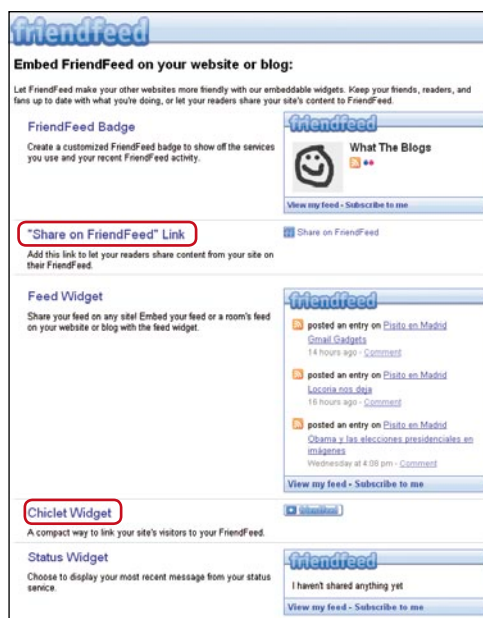 friendfeed
Embed FriendFeed on your website or blog:
Let FriendFeed make your other websites more friendly with our embeddable widgets. Keep your friends, readers, and
fans up to date with what you're doing, or let your readers share your site's content to FriendFeed.
FriendFeed Badge
Create a customized FriendFeed badge to show off the services
you use and your recent FriendFeed activity.
friendfeed
What The Blogs
View my feed - Subscribe to me
"Share on FriendFeed" Link
Add this link to let your readers share content from your site on
their FriendFeed.
Share on FriendFeed
Feed Widget
Share your feed on any site! Embed your feed or a room's feed
on your website or blog with the feed widget.
friendfeed
posted an entry on Pisito en Madrid
Gmail Gadgets
14 hours ago - Comment
posted an entry on Pisito en Madrid
Locoria nos deja
16 hours ago - Comment
posted an entry on Pisito en Madrid
Obama y las elecciones presidenciales en
imágenes
Wednesday at 4:06 pm - Comment
View my feed - Subscribe to me
Chiclet Widget
A compact way to link your site's visitors to your FriendFeed.
friendfeed
Status Widget
Choose to display your most recent message from your status
service.
friendfeed
I haven't shared anything yet
View my feed - Subscribe to me